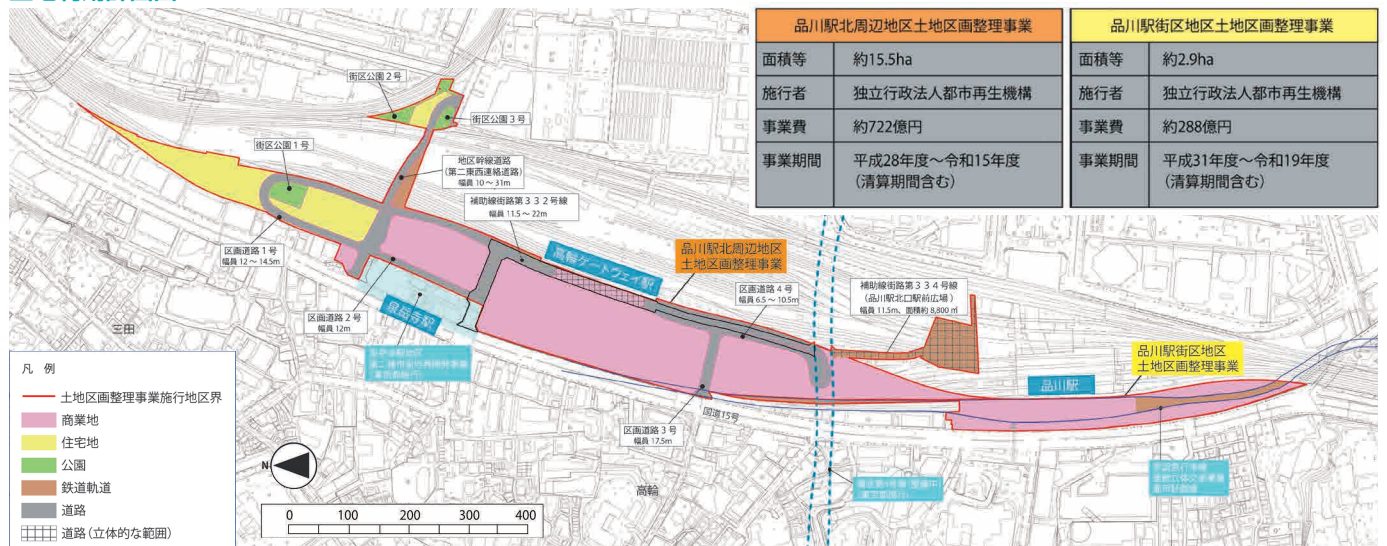 品川駅北周辺地区土地区画整理事業
面積等 約15.5ha
施行者 独立行政法人都市再生機構
事業費 約722億円
事業期間 平成28年度～令和15年度
(清算期間含む)
品川駅街区地区土地区画整理事業
面積等 約2.9ha
施行者 独立行政法人都市再生機構
事業費 約288億円
事業期間 平成31年度～令和19年度
(清算期間含む)
街区公園2号
街区公園3号
街区公園1号
地区幹線道路
(第二東西連絡道路)
幅員 10～31m
補助線街路第332号線
幅員 11.5～22m
区画道路1号
幅員 12～14.5m
高輪ゲートウェイ駅
品川駅北周辺地区
土地区画整理事業
区画道路4号
幅員 6.5～10.5m
補助線街路第334号線
(品川駅北口駅前広場)
幅員 11.5m、面積約8,800㎡
泉岳寺駅
区画道路2号
幅員 12m
三田
品川駅街区地区
土地区画整理事業
品川駅
国道15号
区画道路3号
幅員 17.5m
高輪
N
0 100 200 300 400
凡 例
土地区画整理事業施行地区界
商業地
住宅地
公園
鉄道軌道
道路
道路(立体的な範囲)